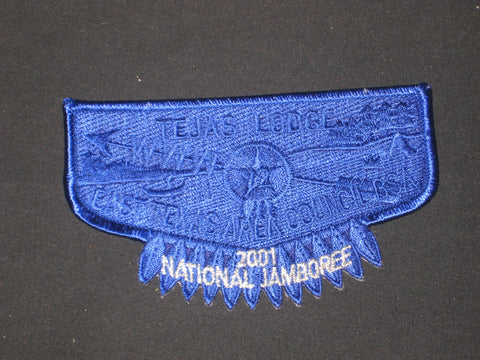 TEJAS LODGE
EAST TEXAS AREA COUNCIL BSA
2001
NATIONAL JAMBOREE